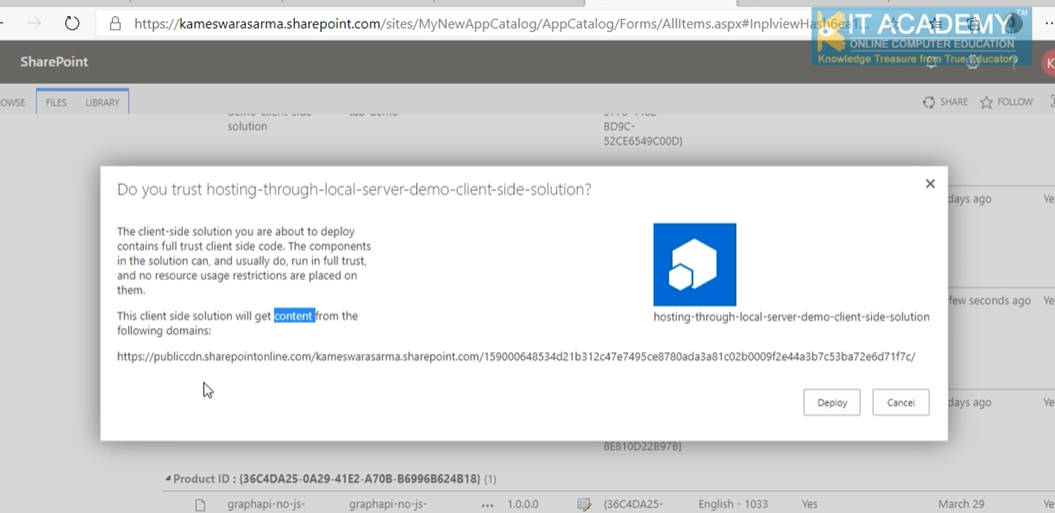 https://kameswarasarma.sharepoint.com/sites/MyNewAppCatalog/AppCatalog/Forms/AllItems.aspx#InplviewHash6ea1
KIT ACADEMY™
ONLINE COMPUTER EDUCATION
Knowledge Treasure from True Educators
SharePoint
K
OWSE FILES LIBRARY SHARE FOLLOW
solution
BD9C-
52CE6549C00D}
Do you trust hosting-through-local-server-demo-client-side-solution?
days ago Ye
The client-side solution you are about to deploy
contains full trust client side code. The components
in the solution can, and usually do, run in full trust,
and no resource usage restrictions are placed on
them.
few seconds ago Ye
This client side solution will get content from the
following domains:
hosting-through-local-server-demo-client-side-solution
https://publiccdn.sharepointonline.com/kameswarasarma.sharepoint.com/159000648534d21b312c47e7495ce8780ada3a81c02b0009f2e44a3b7c53ba72e6d71f7c/
Deploy Cancel
days ago Ye
8E810D22B97B}
Product ID : {36C4DA25-0A29-41E2-A70B-B6996B624B18} (1)
graphapi-no-js- graphapi-no-js- ... 1.0.0.0 {36C4DA25- English - 1033 Yes March 29 Ye